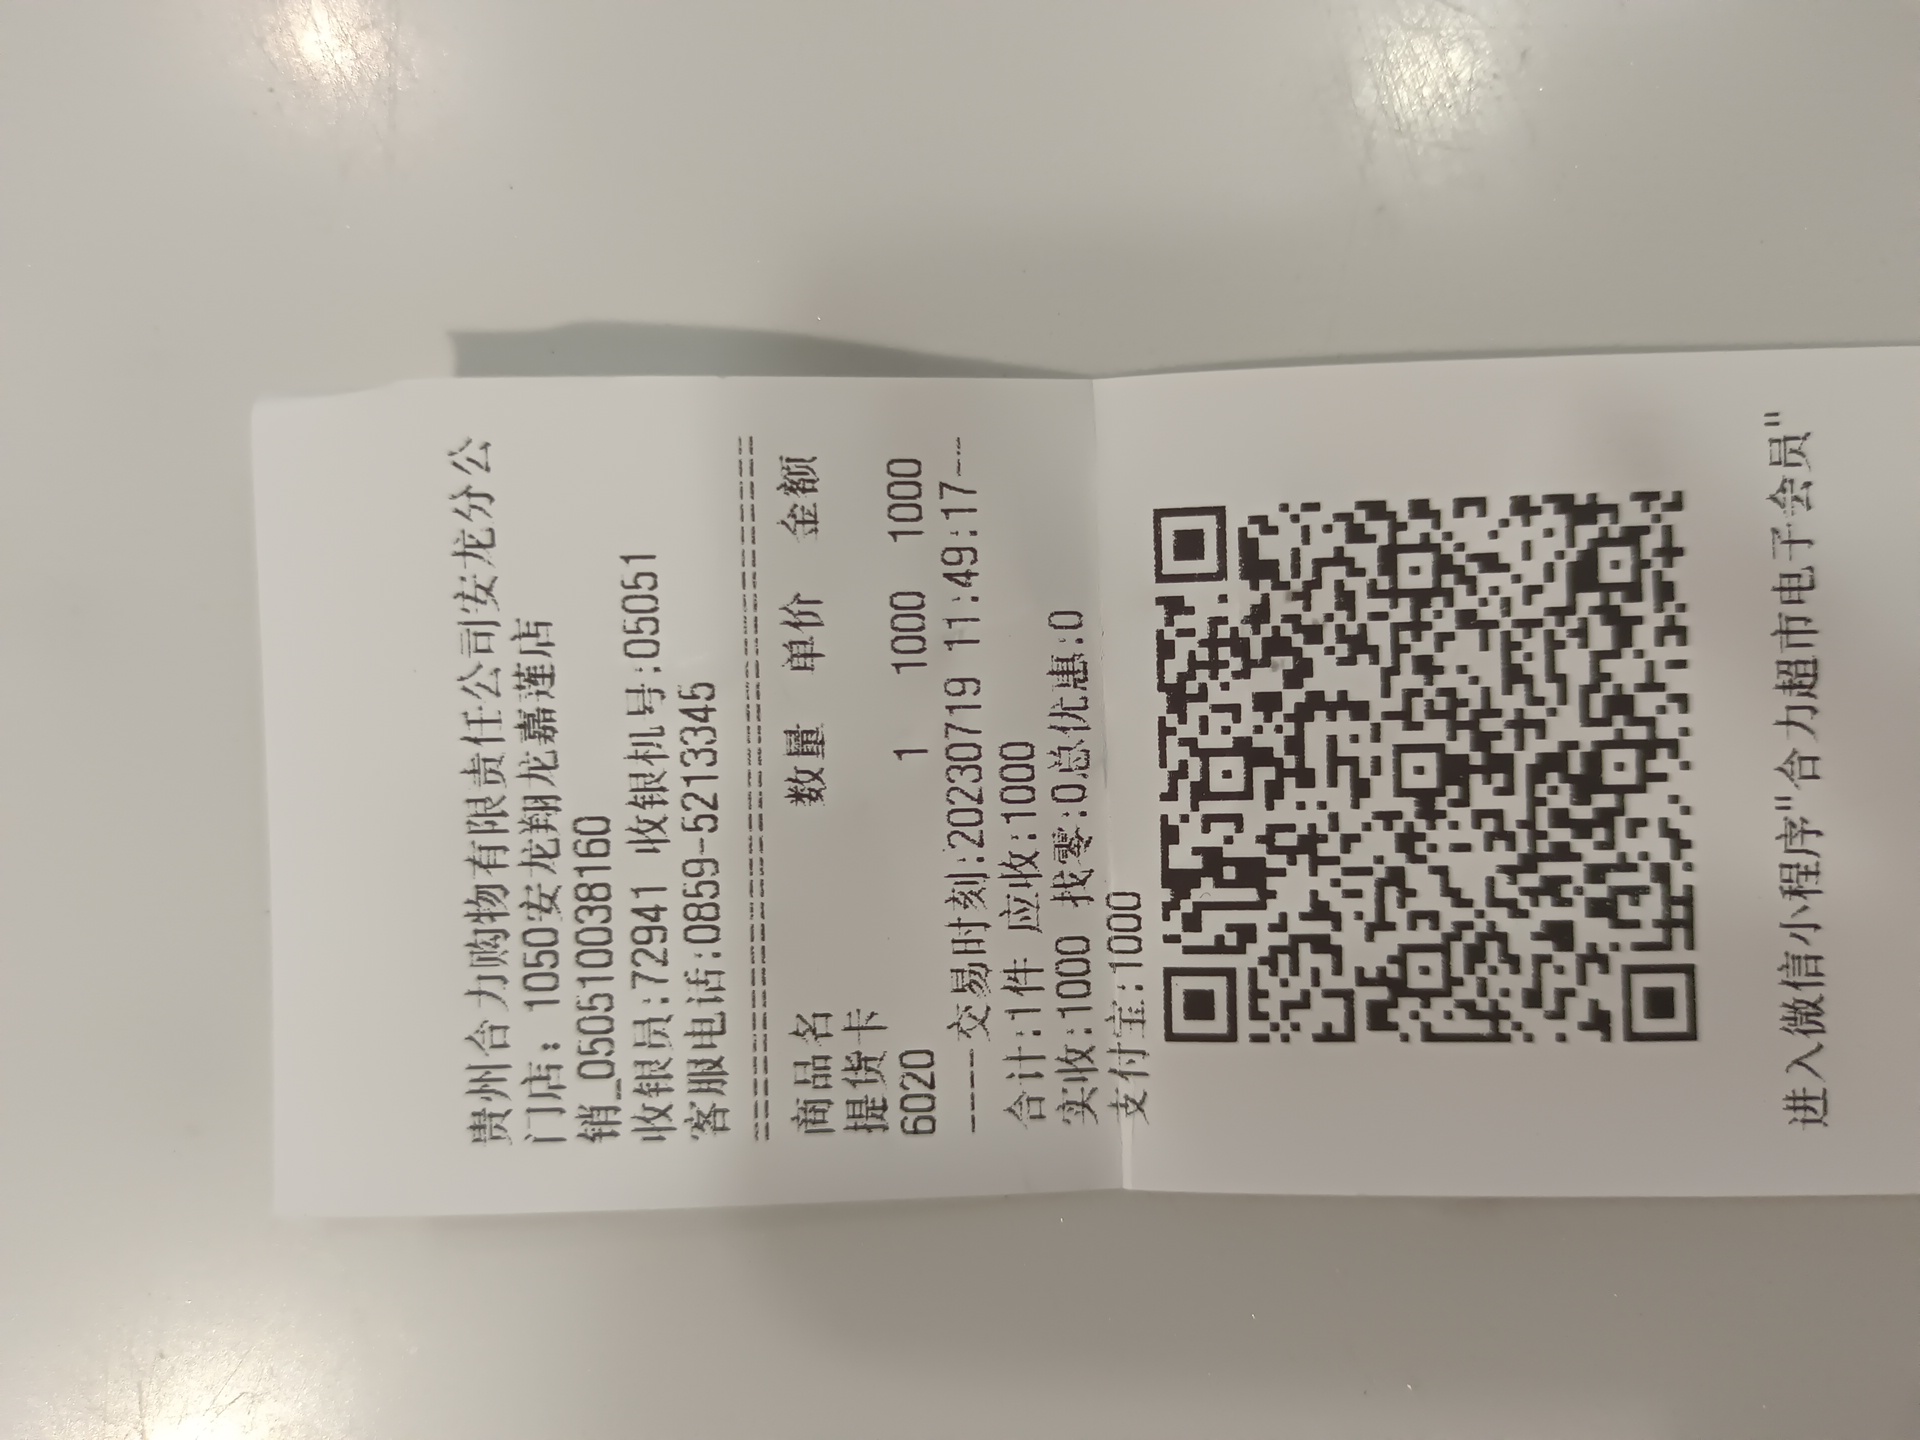 贵州合力购物有限责任公司安龙分公
门店：1050安龙翔龙嘉莲店
销_050510038160
收银员:72941 收银机号:05051
客服电话:0859-5213345
========================================
商品名 数量 单价 金额
提货卡
6020 1 1000 1000
----交易时刻:20230719 11:49:17---
合计:1件 应收:1000
实收:1000 找零:0总优惠:0
支付宝:1000
进入微信小程序"合力超市电子会员"